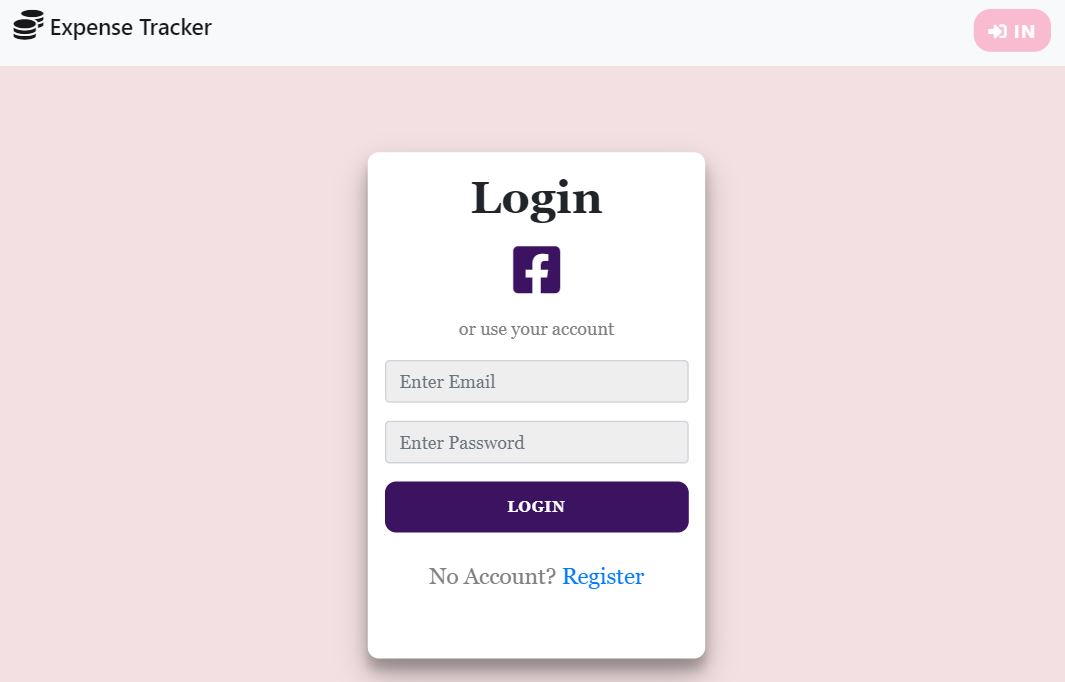 Expense Tracker
IN
Login
or use your account
Enter Email
Enter Password
LOGIN
No Account? Register